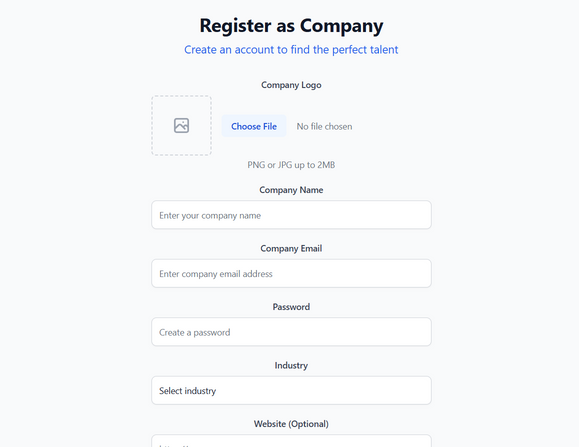 Register as Company
Create an account to find the perfect talent
Company Logo
Choose File No file chosen
PNG or JPG up to 2MB
Company Name
Enter your company name
Company Email
Enter company email address
Password
Create a password
Industry
Select industry
Website (Optional)